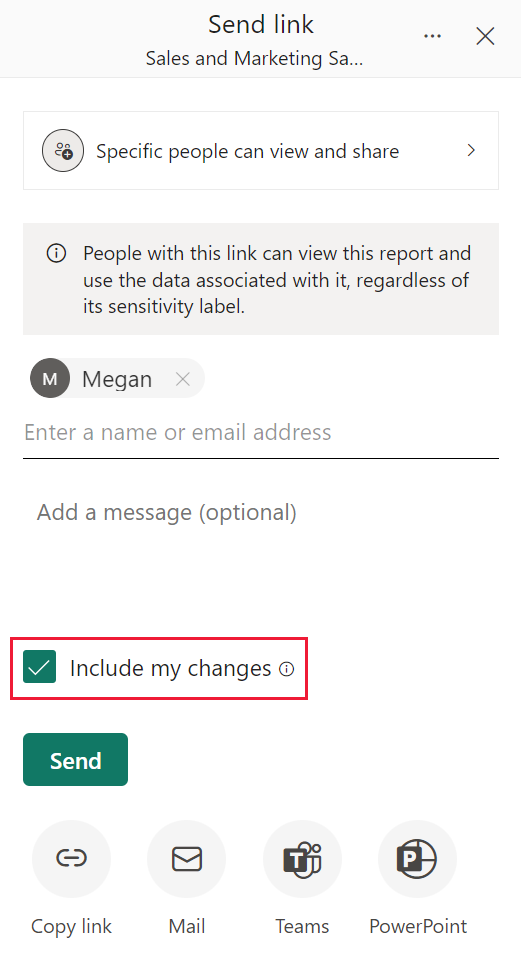 Send link
Sales and Marketing Sa...
Specific people can view and share
People with this link can view this report and
use the data associated with it, regardless of
its sensitivity label.
M Megan
Enter a name or email address
Add a message (optional)
Include my changes
Send
T
P
Copy link
Mail
Teams
PowerPoint